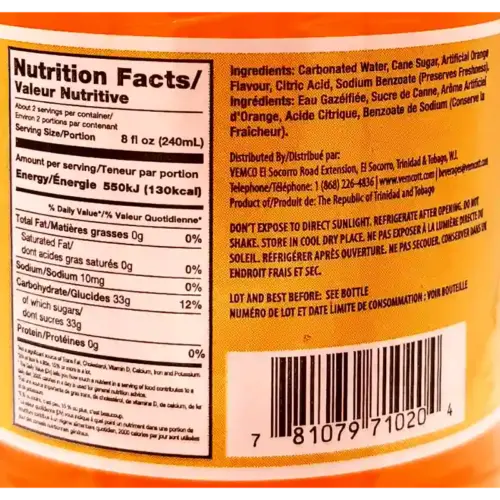 Nutrition Facts/
Valeur Nutritive
About 2 servings per container/
Environ 2 portions par contenant
Serving Size/Portion 8 fl oz (240mL)
Amount per serving/Teneur par portion
Energy/Énergie 550kJ (130kcal)
% Daily Value*/% Valeur Quotidienne*
Total Fat/Matières grasses 0g 0%
Saturated Fat/
dont acides gras saturés 0g 0%
Sodium/Sodium 10mg 0%
Carbohydrate/Glucides 33g 12%
of which sugars/
dont sucres 33g
Protein/Protéines 0g 0%
Ingredients: Carbonated Water, Cane Sugar, Artificial Orange
Flavour, Citric Acid, Sodium Benzoate (Preserves Freshness).
Ingrédients: Eau Gazéifiée, Sucre de Canne, Arôme Artificiel
d'Orange, Acide Citrique, Benzoate de Sodium (Conserve la
Fraîcheur).
Distributed By/Distribué par:
VEMCO El Socorro Road Extension, El Socorro, Trinidad & Tobago, W.I.
Telephone/Téléphone: 1 (868) 226-4836 | www.vemcott.com |
Product of/Produit de: The Republic of Trinidad and Tobago
DON'T EXPOSE TO DIRECT SUNLIGHT. REFRIGERATE AFTER OPENING. DO NOT
SHAKE. STORE IN COOL DRY PLACE. NE PAS EXPOSER À LA LUMIÈRE DIRECTE DU
SOLEIL. RÉFRIGÉRER APRÈS OUVERTURE. NE PAS SECOUER. CONSERVER DANS UN
ENDROIT FRAIS ET SEC.
LOT AND BEST BEFORE: SEE BOTTLE
NUMÉRO DE LOT ET DATE LIMITE DE CONSOMMATION : VOIR BOUTEILLE
7 81079 71020 4